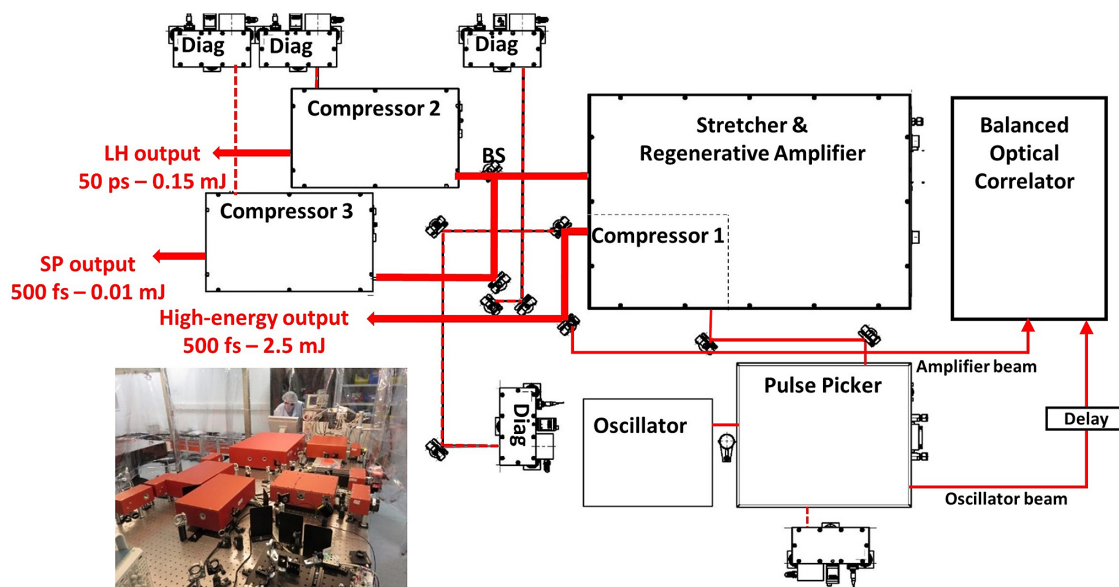 Diag
Diag
Diag
Compressor 2
Stretcher &
Regenerative Amplifier
Balanced
Optical
Correlator
LH output
50 ps – 0.15 mJ
BS
Compressor 3
Compressor 1
SP output
500 fs – 0.01 mJ
High-energy output
500 fs – 2.5 mJ
Amplifier beam
Pulse Picker
Diag
Oscillator
Delay
Oscillator beam